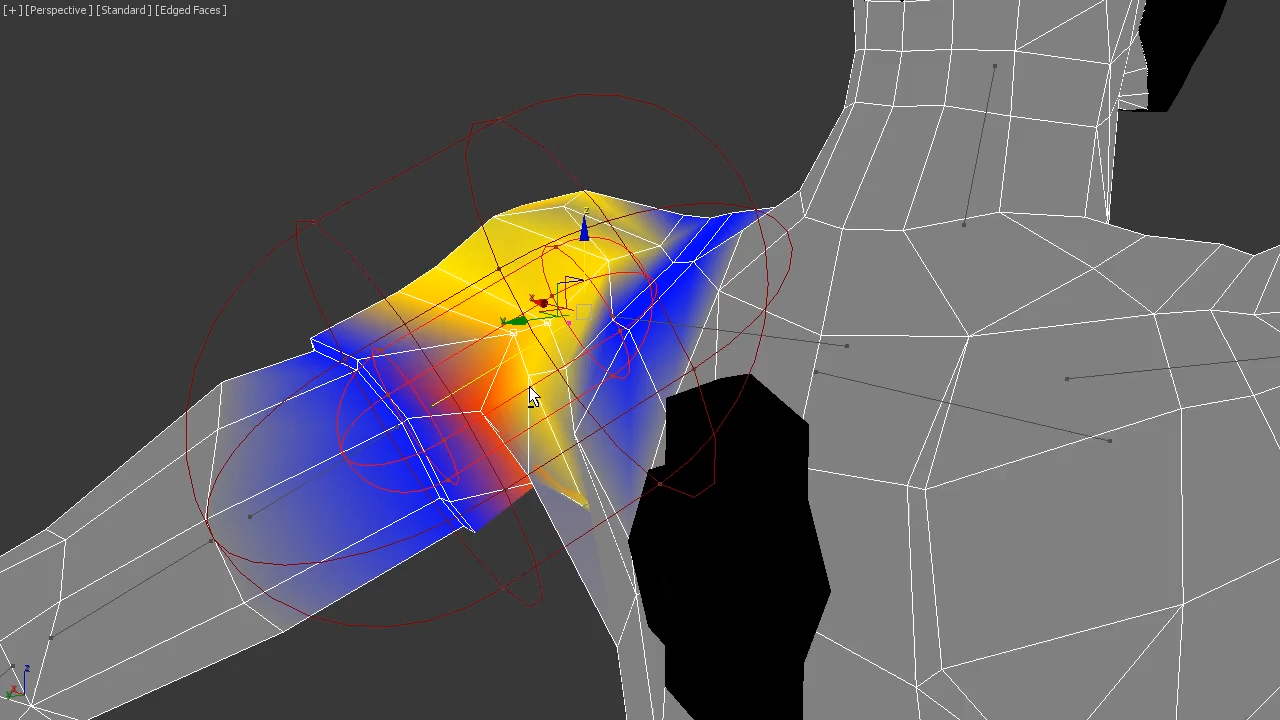 [+] [Perspective] [Standard] [Edged Faces]
z
x
y
z
x
y